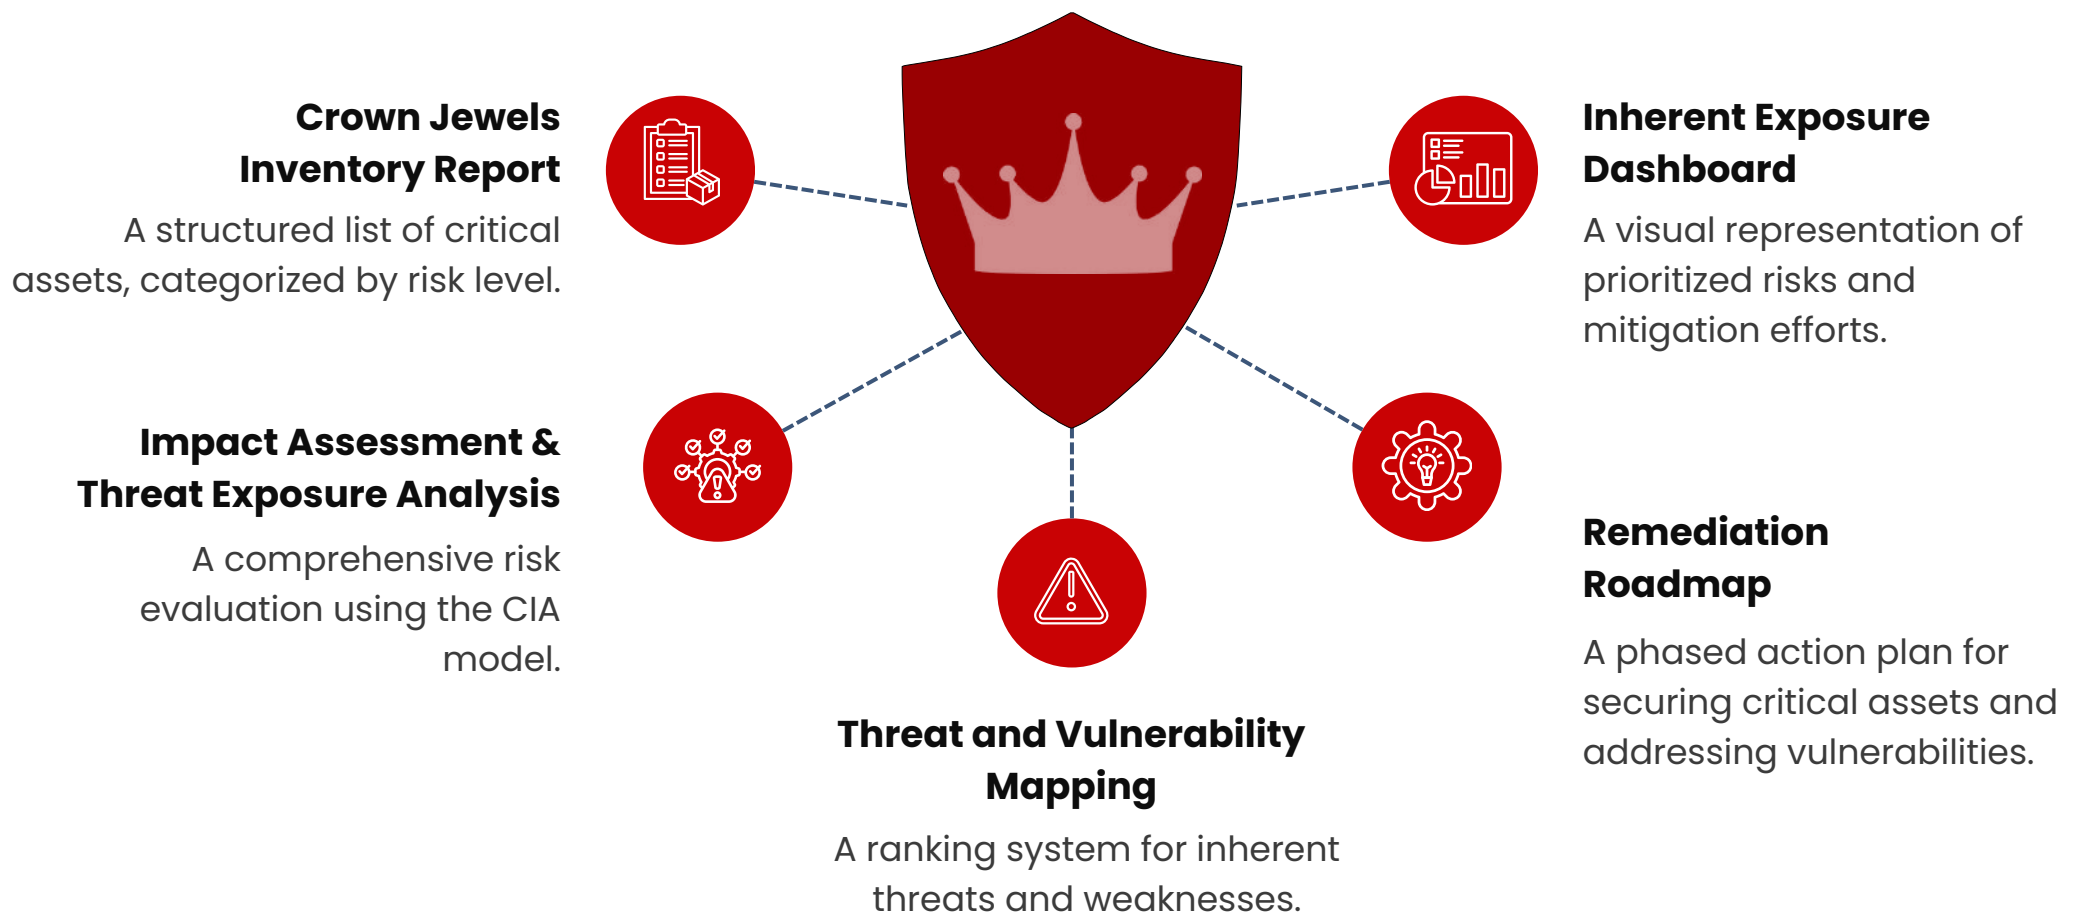 Crown Jewels
Inventory Report
A structured list of critical
assets, categorized by risk level.
Impact Assessment &
Threat Exposure Analysis
A comprehensive risk
evaluation using the CIA
model.
Threat and Vulnerability
Mapping
A ranking system for inherent
threats and weaknesses.
Inherent Exposure
Dashboard
A visual representation of
prioritized risks and
mitigation efforts.
Remediation
Roadmap
A phased action plan for
securing critical assets and
addressing vulnerabilities.